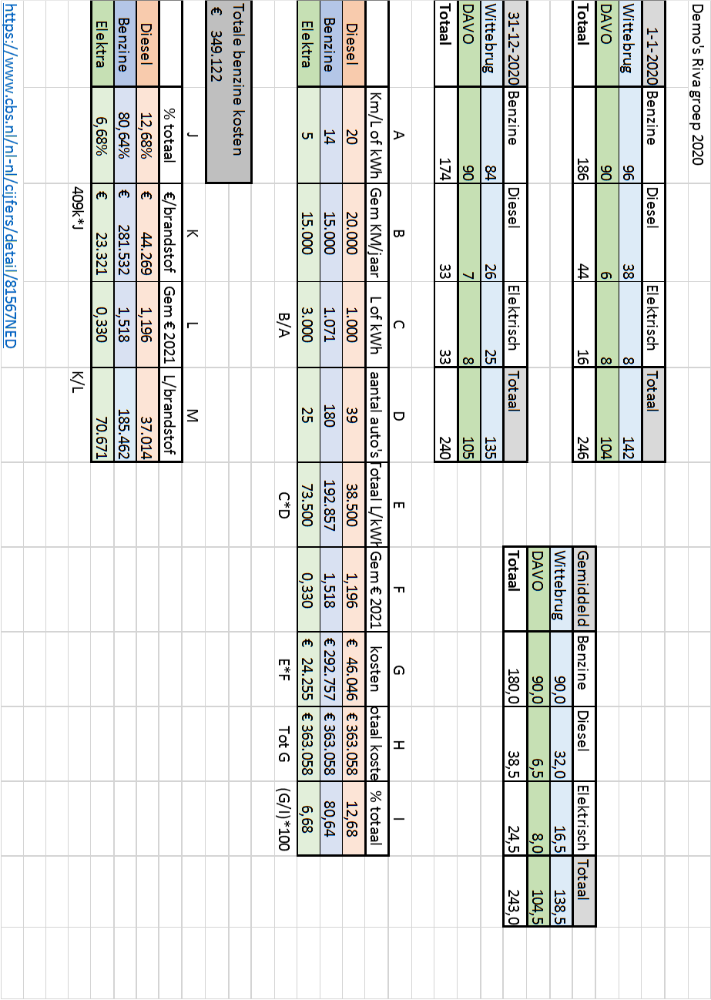 Demo's Riva groep 2020
1-1-2020 Benzine Diesel Elektrisch Totaal
Wittebrug 96 38 8 142
DAVO 90 6 8 104
Totaal 186 44 16 246
Gemiddeld Benzine Diesel Elektrisch Totaal
Wittebrug 90,0 32,0 16,5 138,5
DAVO 90,0 6,5 8,0 104,5
Totaal 180,0 38,5 24,5 243,0
31-12-2020 Benzine Diesel Elektrisch Totaal
Wittebrug 84 26 25 135
DAVO 90 7 8 105
Totaal 174 33 33 240
A B C D E F G H I
Km/L of kWh Gem KM/jaar L of kWh aantal auto's Totaal L/kWh Gem € 2021 kosten otaal koste % totaal
Diesel 20 20.000 1.000 39 38.500 1,196 € 46.046 € 363.058 12,68
Benzine 14 15.000 1.071 180 192.857 1,518 € 292.757 € 363.058 80,64
Elektra 5 15.000 3.000 25 73.500 0,330 € 24.255 € 363.058 6,68
B/A C*D E*F Tot G (G/I)*100
Totale benzine kosten
€ 349.122
J K L M
% totaal €/brandstof Gem € 2021 L/brandstof
Diesel 12,68% € 44.269 1,196 37.014
Benzine 80,64% € 281.532 1,518 185.462
Elektra 6,68% € 23.321 0,330 70.671
409k*J K/L
https://www.cbs.nl/nl-nl/cijfers/detail/81567NED